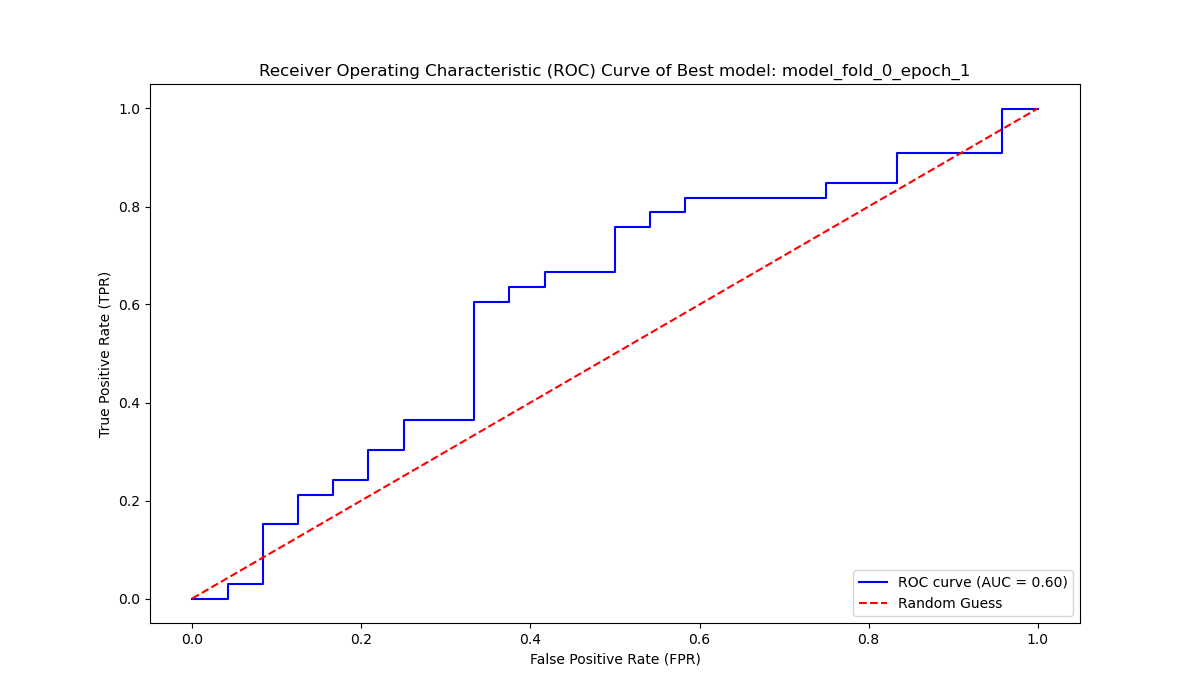 Receiver Operating Characteristic (ROC) Curve of Best model: model_fold_0_epoch_1
1.0
0.8
0.6
0.4
0.2
0.0
True Positive Rate (TPR)
ROC curve (AUC = 0.60)
Random Guess
0.0 0.2 0.4 0.6 0.8 1.0
False Positive Rate (FPR)